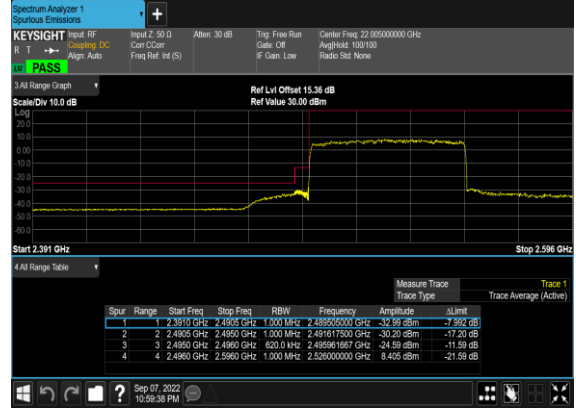 Spectrum Analyzer 1
Spurious Emissions
KEYSIGHT Input: RF Input Z: 50 Ω Atten: 30 dB Trig: Free Run Center Freq: 22.005000000 GHz
R T Coupling: DC Corr CCorr Gate: Off Avg|Hold: 100/100
Align: Auto Freq Ref: Int (S) IF Gain: Low Radio Std: None
PASS
3 All Range Graph
Ref Lvl Offset 15.36 dB
Scale/Div 10.0 dB Ref Value 30.00 dBm
Log
20.0
10.0
0.00
-10.0
-20.0
-30.0
-40.0
-50.0
-60.0
Start 2.391 GHz Stop 2.596 GHz
4 All Range Table
Measure Trace Trace 1
Trace Type Trace Average (Active)
Spur Range Start Freq Stop Freq RBW Frequency Amplitude ΔLimit
1 1 2.3910 GHz 2.4905 GHz 1.000 MHz 2.489505000 GHz -32.99 dBm -7.992 dB
2 2 2.4905 GHz 2.4950 GHz 1.000 MHz 2.491617500 GHz -30.20 dBm -17.20 dB
3 3 2.4950 GHz 2.4960 GHz 620.0 kHz 2.495961667 GHz -24.59 dBm -11.59 dB
4 4 2.4960 GHz 2.5960 GHz 1.000 MHz 2.526000000 GHz 8.405 dBm -21.59 dB
Sep 07, 2022
10:59:38 PM